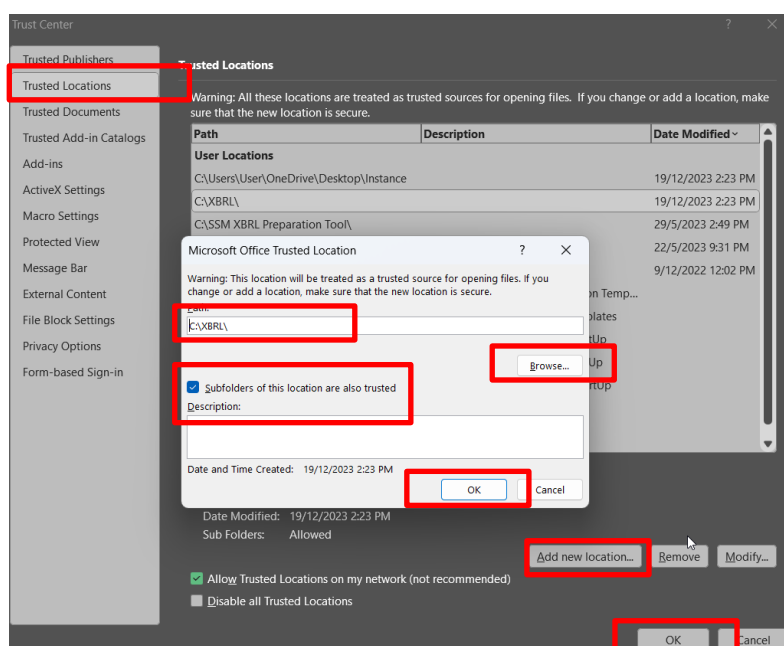 Trust Center
?
Trusted Publishers
Trusted Locations
Trusted Documents
Trusted Add-in Catalogs
Add-ins
ActiveX Settings
Macro Settings
Protected View
Message Bar
External Content
File Block Settings
Privacy Options
Form-based Sign-in
Trusted Locations
Warning: All these locations are treated as trusted sources for opening files. If you change or add a location, make
sure that the new location is secure.
Path Description Date Modified
User Locations
C:\Users\User\OneDrive\Desktop\Instance 19/12/2023 2:23 PM
C:\XBRL\ 19/12/2023 2:23 PM
C:\SSM XBRL Preparation Tool\ 29/5/2023 2:49 PM
22/5/2023 9:31 PM
9/12/2022 12:02 PM
on Temp...
plates
tUp
Up
rtUp
Microsoft Office Trusted Location ?
Warning: This location will be treated as a trusted source for opening files. If you
change or add a location, make sure that the new location is secure.
Path:
C:\XBRL\
Browse...
Subfolders of this location are also trusted
Description:
Date and Time Created: 19/12/2023 2:23 PM
OK Cancel
Date Modified: 19/12/2023 2:23 PM
Sub Folders: Allowed
Add new location... Remove Modify...
Allow Trusted Locations on my network (not recommended)
Disable all Trusted Locations
OK Cancel